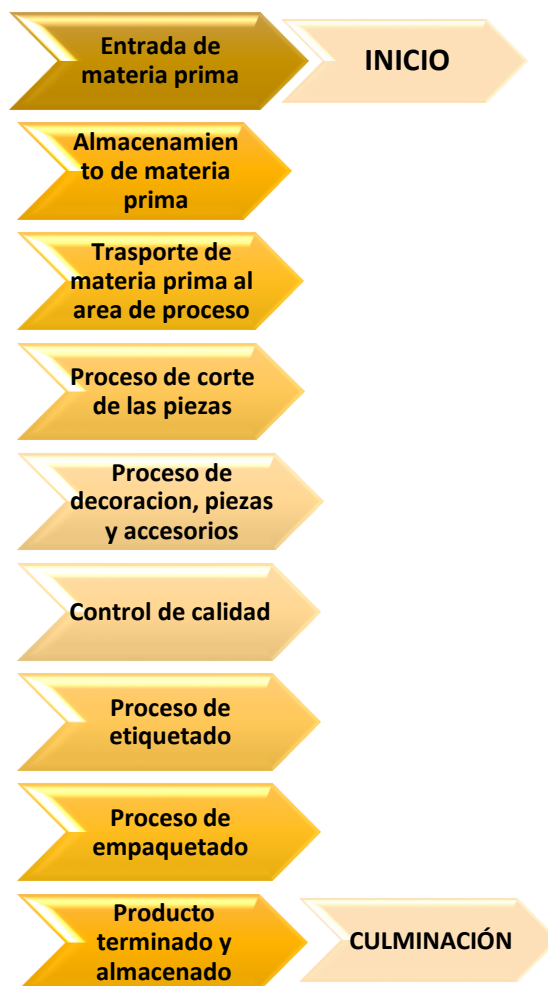 Entrada de
materia prima
INICIO
Almacenamien
to de materia
prima
Trasporte de
materia prima al
area de proceso
Proceso de corte
de las piezas
Proceso de
decoracion, piezas
y accesorios
Control de calidad
Proceso de
etiquetado
Proceso de
empaquetado
Producto
terminado y
almacenado
CULMINACIÓN